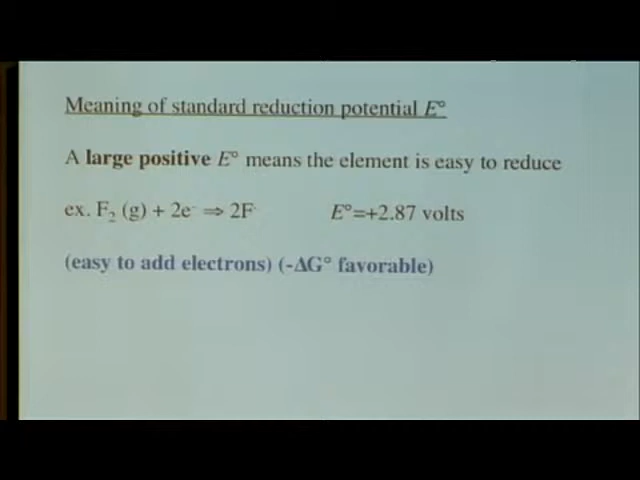 Meaning of standard reduction potential E°
A large positive E° means the element is easy to reduce
ex. F₂ (g) + 2e⁻ ⇒ 2F⁻ E°=+2.87 volts
(easy to add electrons) (-ΔG° favorable)